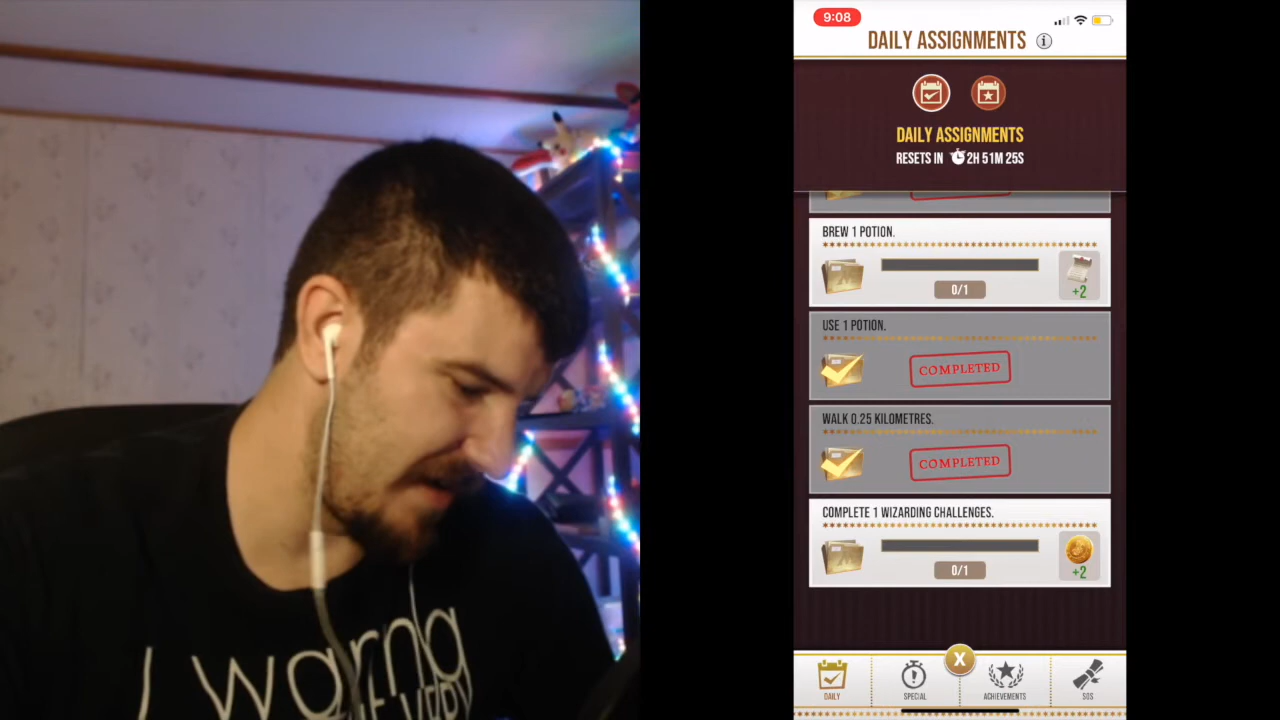 9:08
DAILY ASSIGNMENTS
DAILY ASSIGNMENTS
RESETS IN 2H 51M 25S
BREW 1 POTION.
0/1
+2
USE 1 POTION.
COMPLETED
WALK 0.25 KILOMETRES.
COMPLETED
COMPLETE 1 WIZARDING CHALLENGES.
0/1
+2
X
DAILY
SPECIAL
ACHIEVEMENTS
SOS
I warng